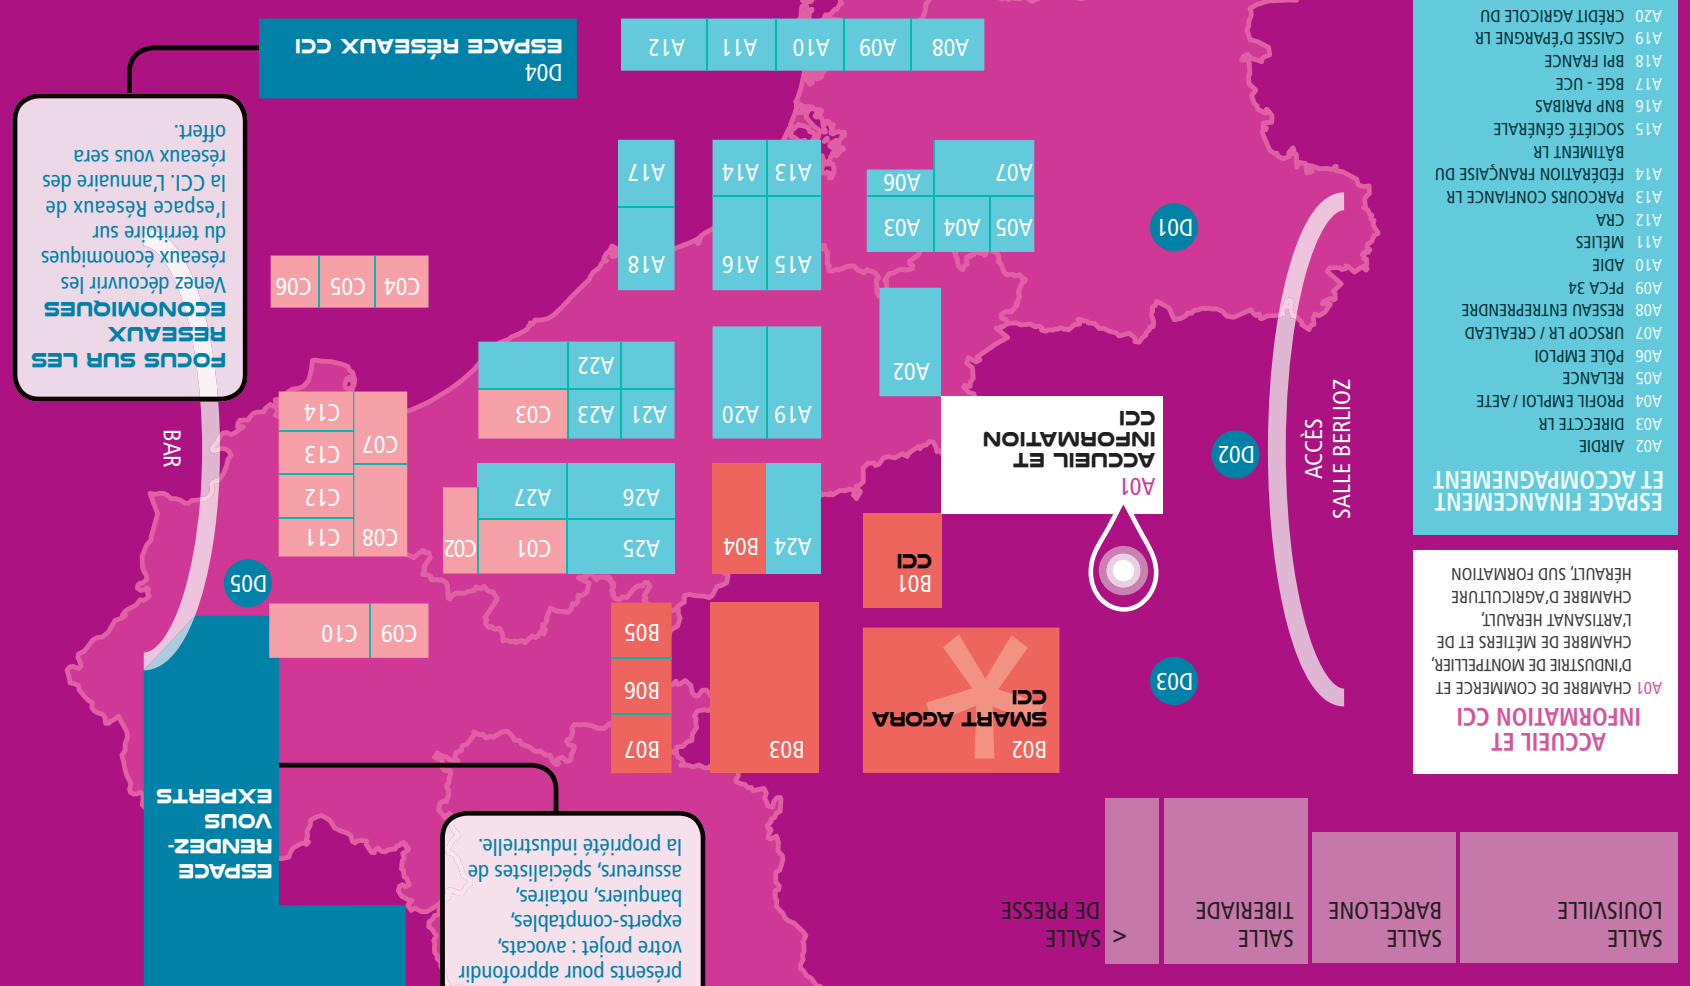 SALLE
LOUISVILLE
SALLE
BARCELONE
SALLE
TIBERIADE
< SALLE
DE PRESSE
présents pour approfondir
votre projet : avocats,
experts-comptables,
banquiers, notaires,
assureurs, spécialistes de
la propriété industrielle.
ESPACE
RENDEZ-
VOUS
EXPERTS
ACCUEIL ET
INFORMATION CCI
A01 CHAMBRE DE COMMERCE ET
D'INDUSTRIE DE MONTPELLIER,
CHAMBRE DE MÉTIERS ET DE
L'ARTISANAT HERAULT,
CHAMBRE D'AGRICULTURE
HÉRAULT, SUD FORMATION
ESPACE FINANCEMENT
ET ACCOMPAGNEMENT
A02 AIRDIE
A03 DIRECCTE LR
A04 PROFIL EMPLOI / AETE
A05 RELANCE
A06 PÔLE EMPLOI
A07 URSCOP LR / CREALEAD
A08 RESEAU ENTREPRENDRE
A09 PFCA 34
A10 ADIE
A11 MÉLIÈS
A12 CRA
A13 PARCOURS CONFIANCE LR
A14 FÉDÉRATION FRANÇAISE DU
BÂTIMENT LR
A15 SOCIÉTÉ GÉNÉRALE
A16 BNP PARIBAS
A17 BGE - UCE
A18 BPI FRANCE
A19 CAISSE D'ÉPARGNE LR
A20 CRÉDIT AGRICOLE DU
ACCÈS
SALLE BERLIOZ
D03
B02
SMART AGORA
CCI
B03
B07
B06
B05
B01
CCI
A01
ACCUEIL ET
INFORMATION
CCI
D02
A24
B04
A25
C01
C02
A26
A27
C09
C10
D05
C08
C11
C12
C07
C13
C14
BAR
A19
A20
A21
A23
C03
A22
A02
D01
A05
A04
A03
A07
A06
A15
A16
A18
A13
A14
A17
C04
C05
C06
A08
A09
A10
A11
A12
D04
ESPACE RÉSEAUX CCI
FOCUS SUR LES
RESEAUX
ECONOMIQUES
Venez découvrir les
réseaux économiques
du territoire sur
l'espace Réseaux de
la CCI. L'annuaire des
réseaux vous sera
offert.